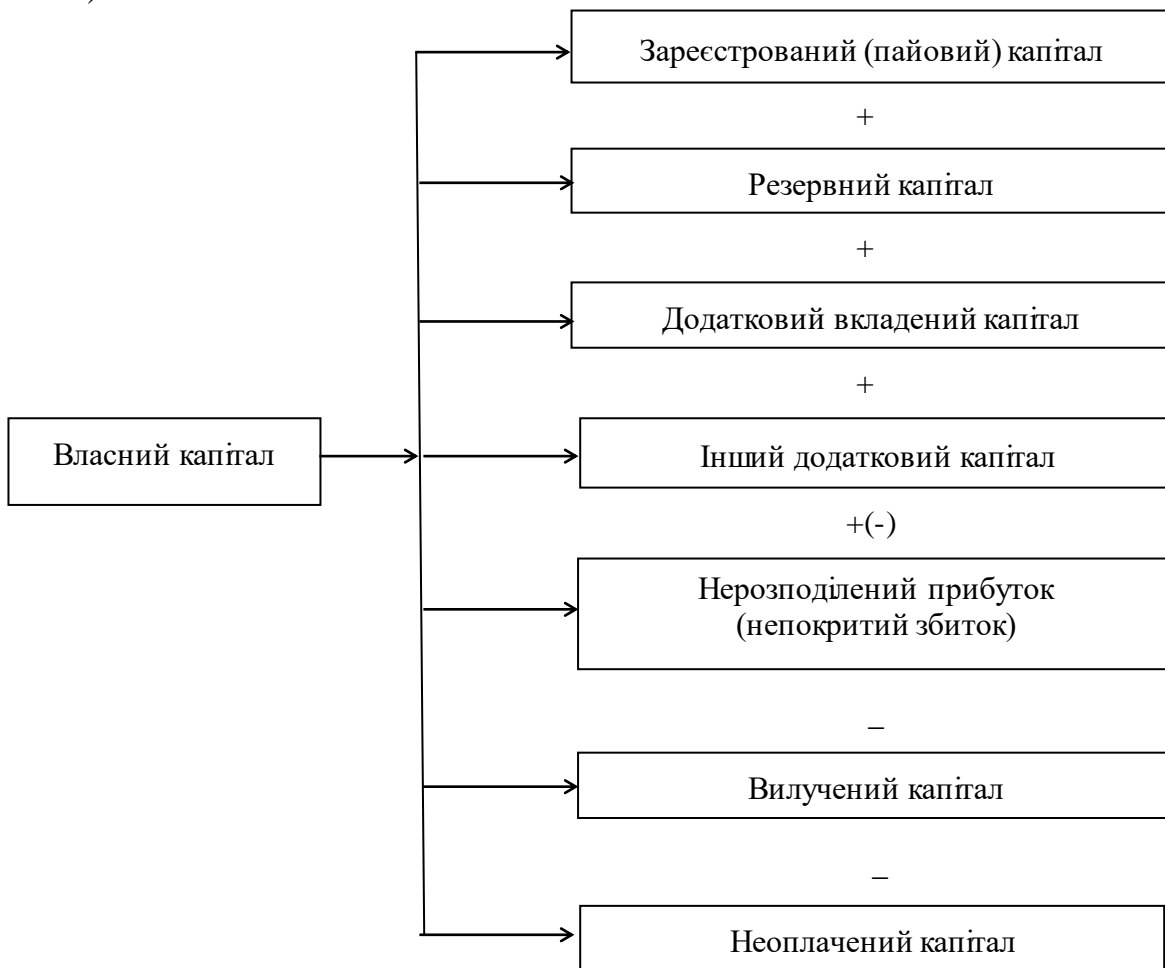 )
Зареєстрований (пайовий) капітал
+
Резервний капітал
+
Додатковий вкладений капітал
+
Власний капітал
Інший додатковий капітал
+(-)
Нерозподілений прибуток
(непокритий збиток)
–
Вилучений капітал
–
Неоплачений капітал